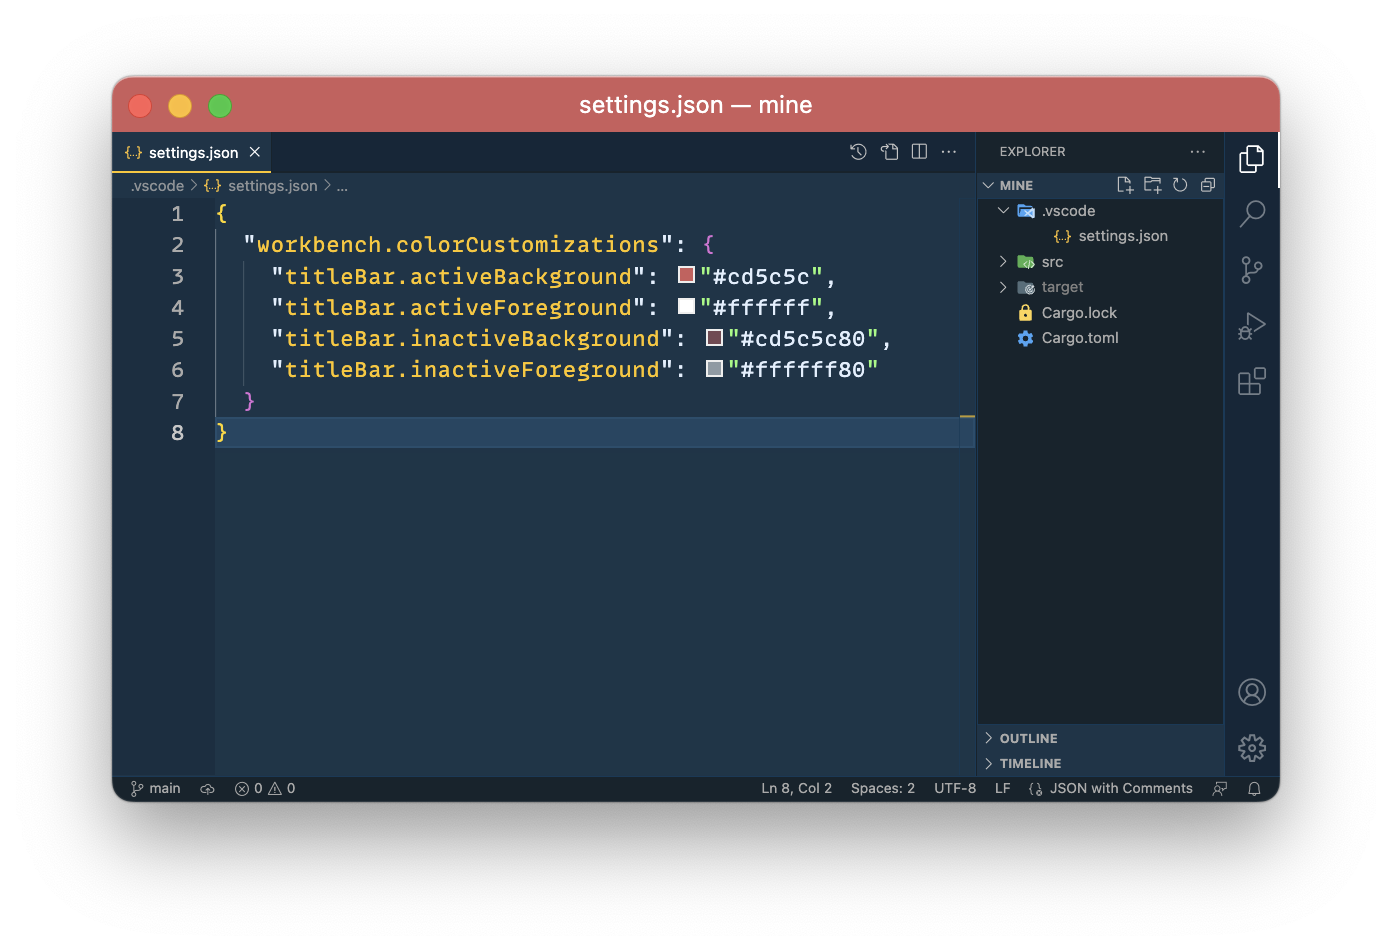 settings.json — mine
settings.json
EXPLORER
.vscode > settings.json > ...
MINE
1 {
2 "workbench.colorCustomizations": {
3 "titleBar.activeBackground": "#cd5c5c",
4 "titleBar.activeForeground": "#ffffff",
5 "titleBar.inactiveBackground": "#cd5c5c80",
6 "titleBar.inactiveForeground": "#ffffff80"
7 }
8 }
.vscode
settings.json
src
target
Cargo.lock
Cargo.toml
OUTLINE
TIMELINE
main 0 0 Ln 8, Col 2 Spaces: 2 UTF-8 LF JSON with Comments